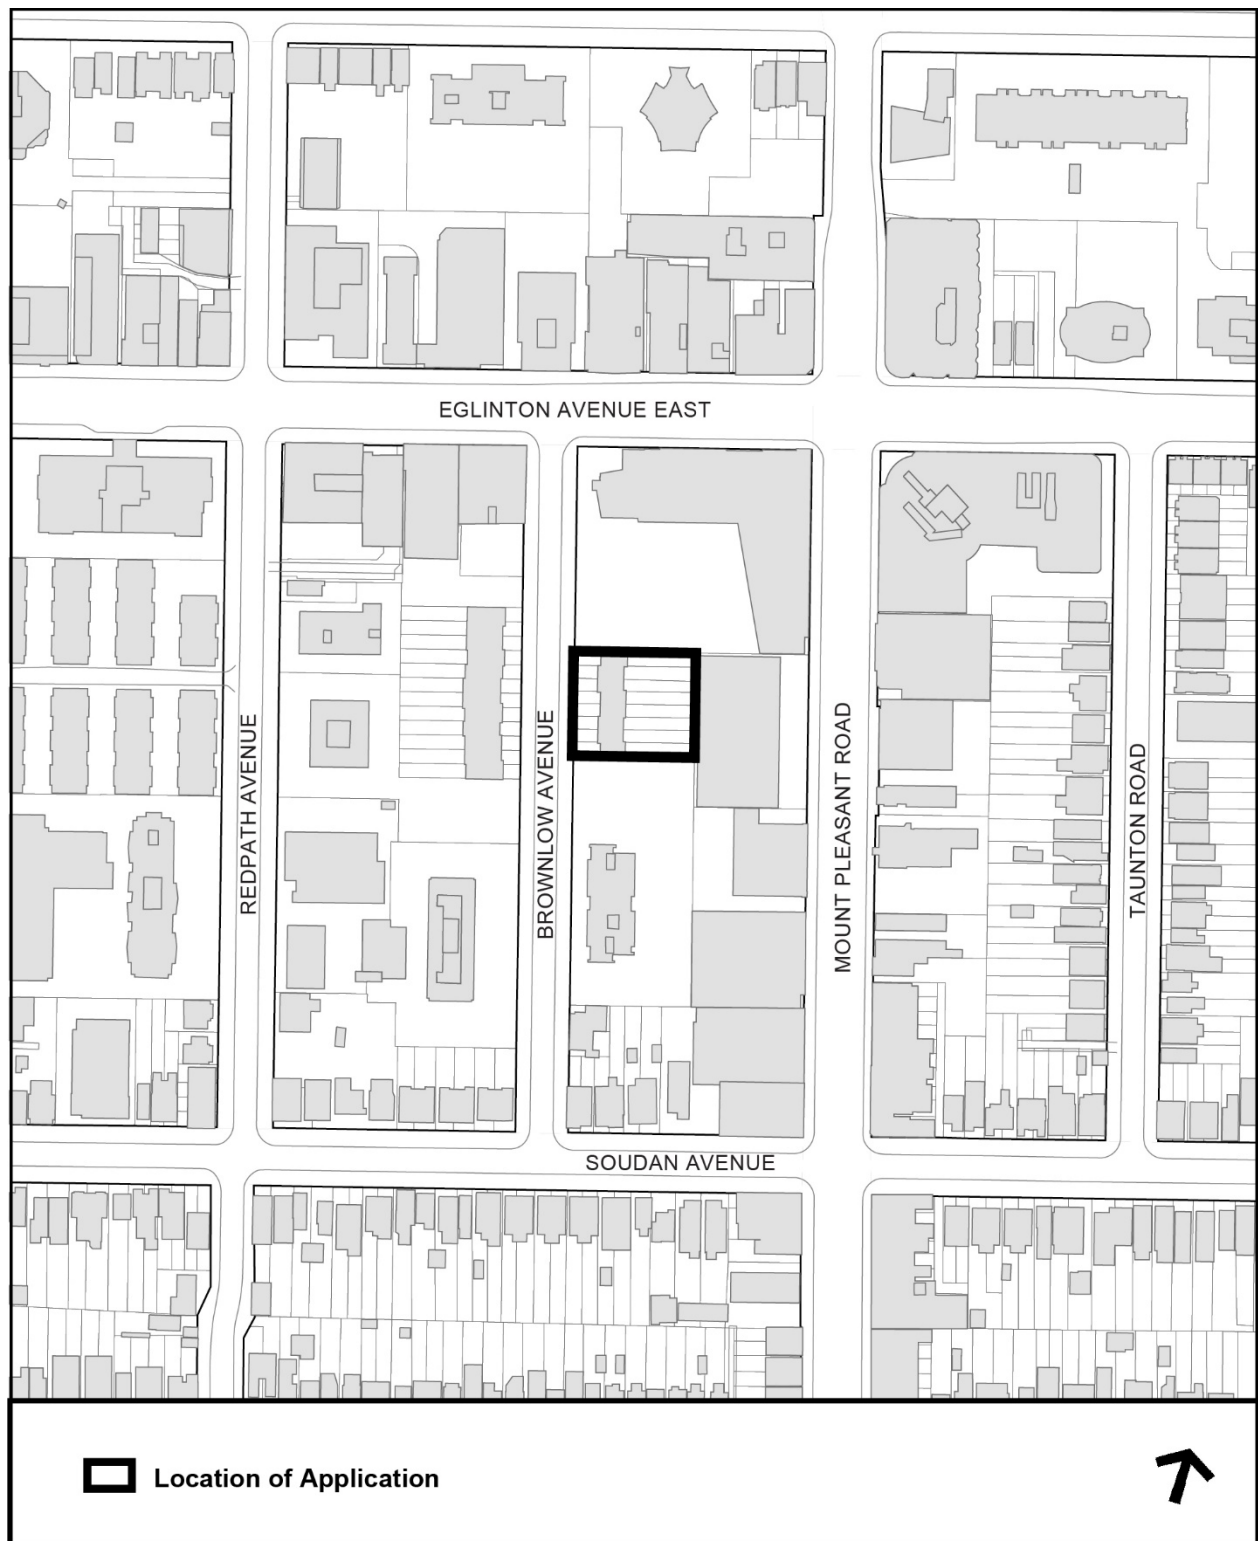 EGLINTON AVENUE EAST
REDPATH AVENUE
BROWNLOW AVENUE
MOUNT PLEASANT ROAD
TAUNTON ROAD
SOUDAN AVENUE
Location of Application